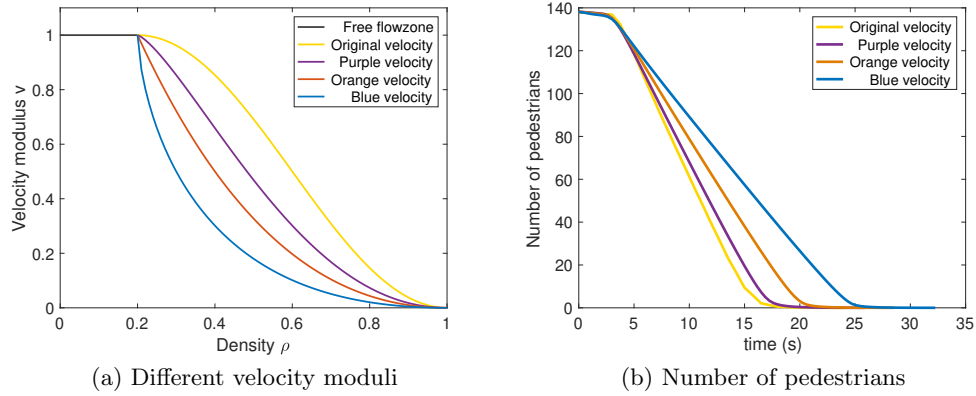 Free flowzone
Original velocity
Purple velocity
Orange velocity
Blue velocity
Velocity modulus v
1
0.8
0.6
0.4
0.2
0
0 0.2 0.4 0.6 0.8 1
Density ρ
(a) Different velocity moduli
Original velocity
Purple velocity
Orange velocity
Blue velocity
Number of pedestrians
140
120
100
80
60
40
20
0
0 5 10 15 20 25 30 35
time (s)
(b) Number of pedestrians